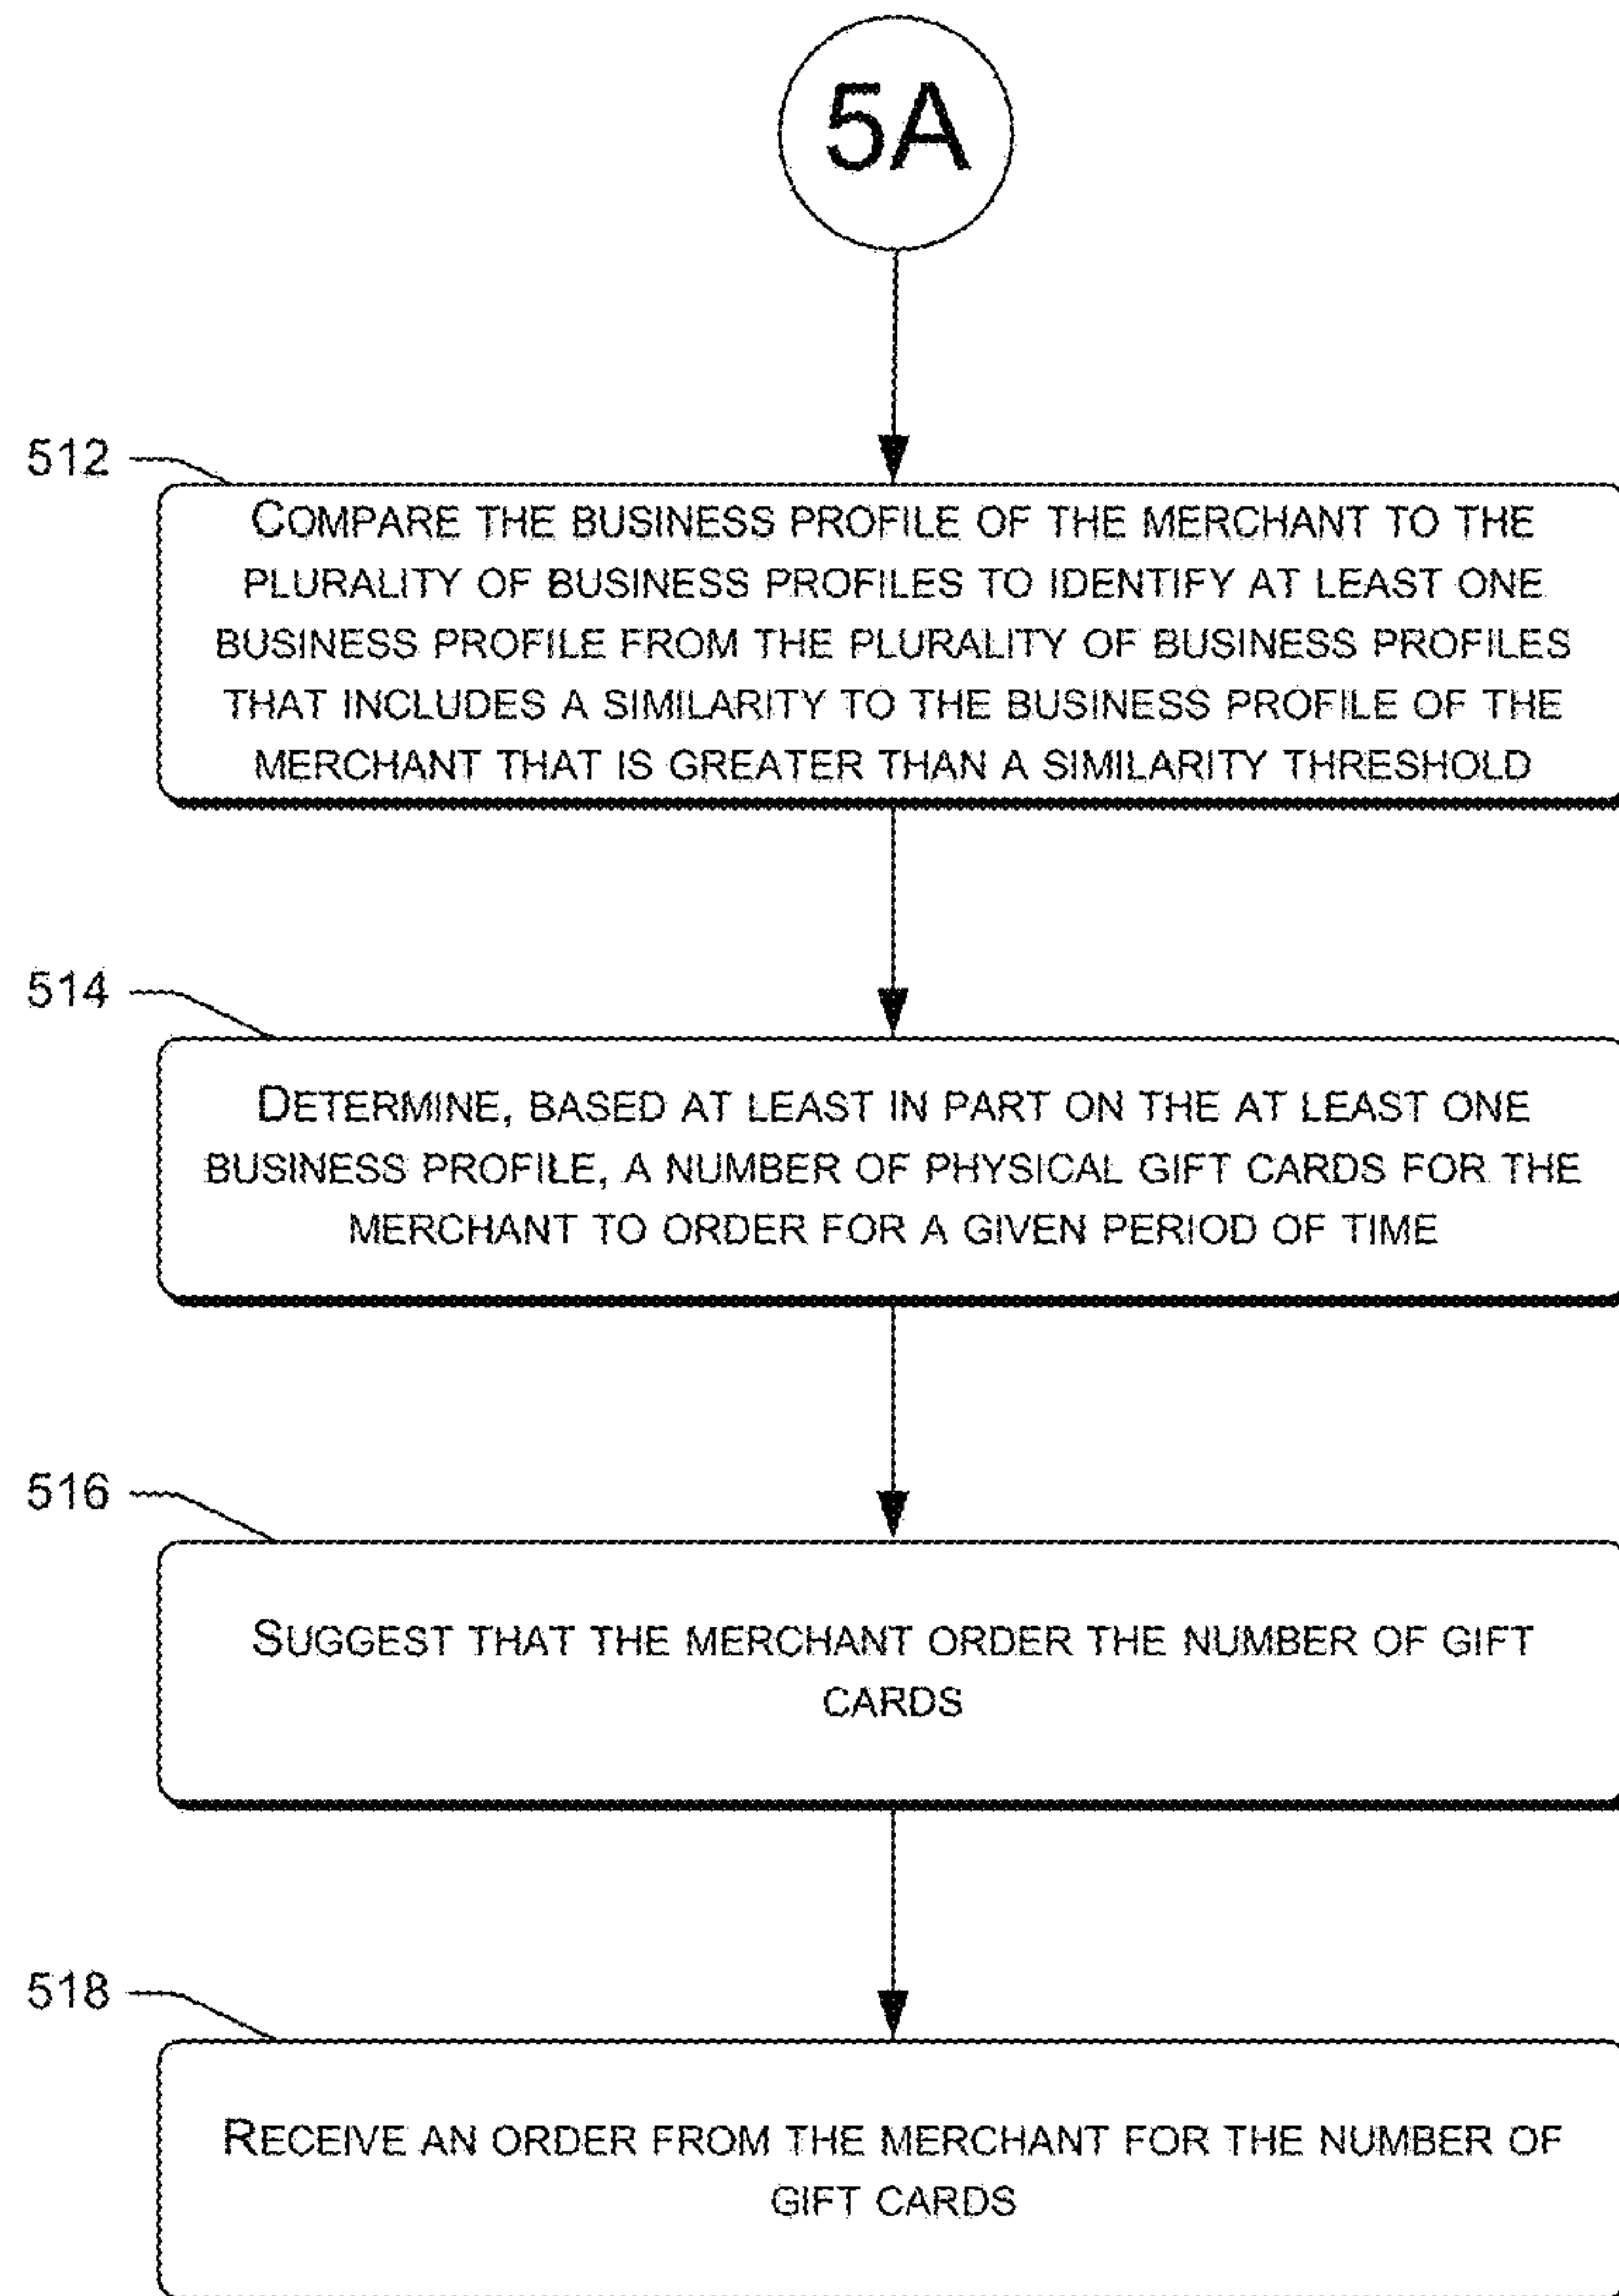 5A
512
COMPARE THE BUSINESS PROFILE OF THE MERCHANT TO THE
PLURALITY OF BUSINESS PROFILES TO IDENTIFY AT LEAST ONE
BUSINESS PROFILE FROM THE PLURALITY OF BUSINESS PROFILES
THAT INCLUDES A SIMILARITY TO THE BUSINESS PROFILE OF THE
MERCHANT THAT IS GREATER THAN A SIMILARITY THRESHOLD
514
DETERMINE, BASED AT LEAST IN PART ON THE AT LEAST ONE
BUSINESS PROFILE, A NUMBER OF PHYSICAL GIFT CARDS FOR THE
MERCHANT TO ORDER FOR A GIVEN PERIOD OF TIME
516
SUGGEST THAT THE MERCHANT ORDER THE NUMBER OF GIFT
CARDS
518
RECEIVE AN ORDER FROM THE MERCHANT FOR THE NUMBER OF
GIFT CARDS